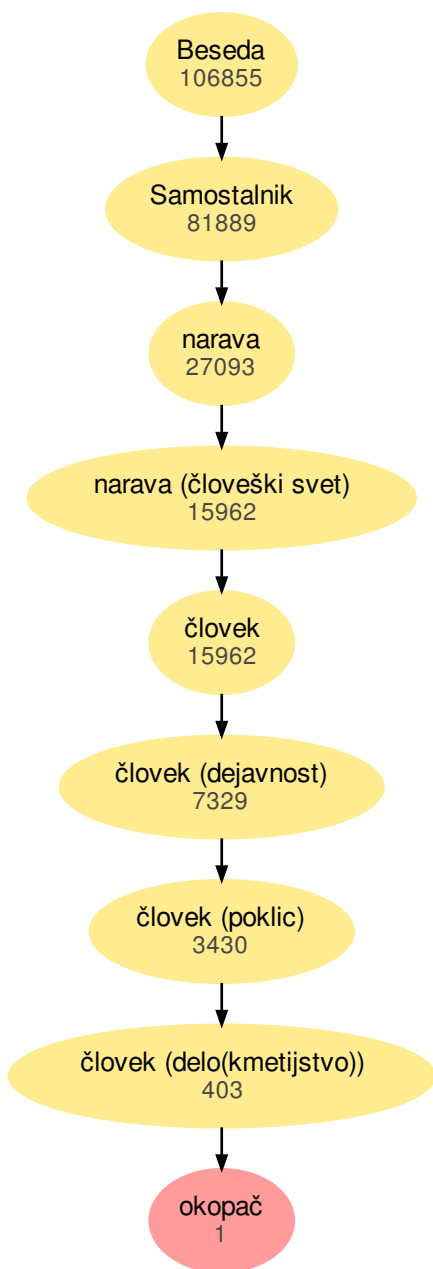 Beseda
106855
Samostalnik
81889
narava
27093
narava (človeški svet)
15962
človek
15962
človek (dejavnost)
7329
človek (poklic)
3430
človek (delo(kmetijstvo))
403
okopač
1